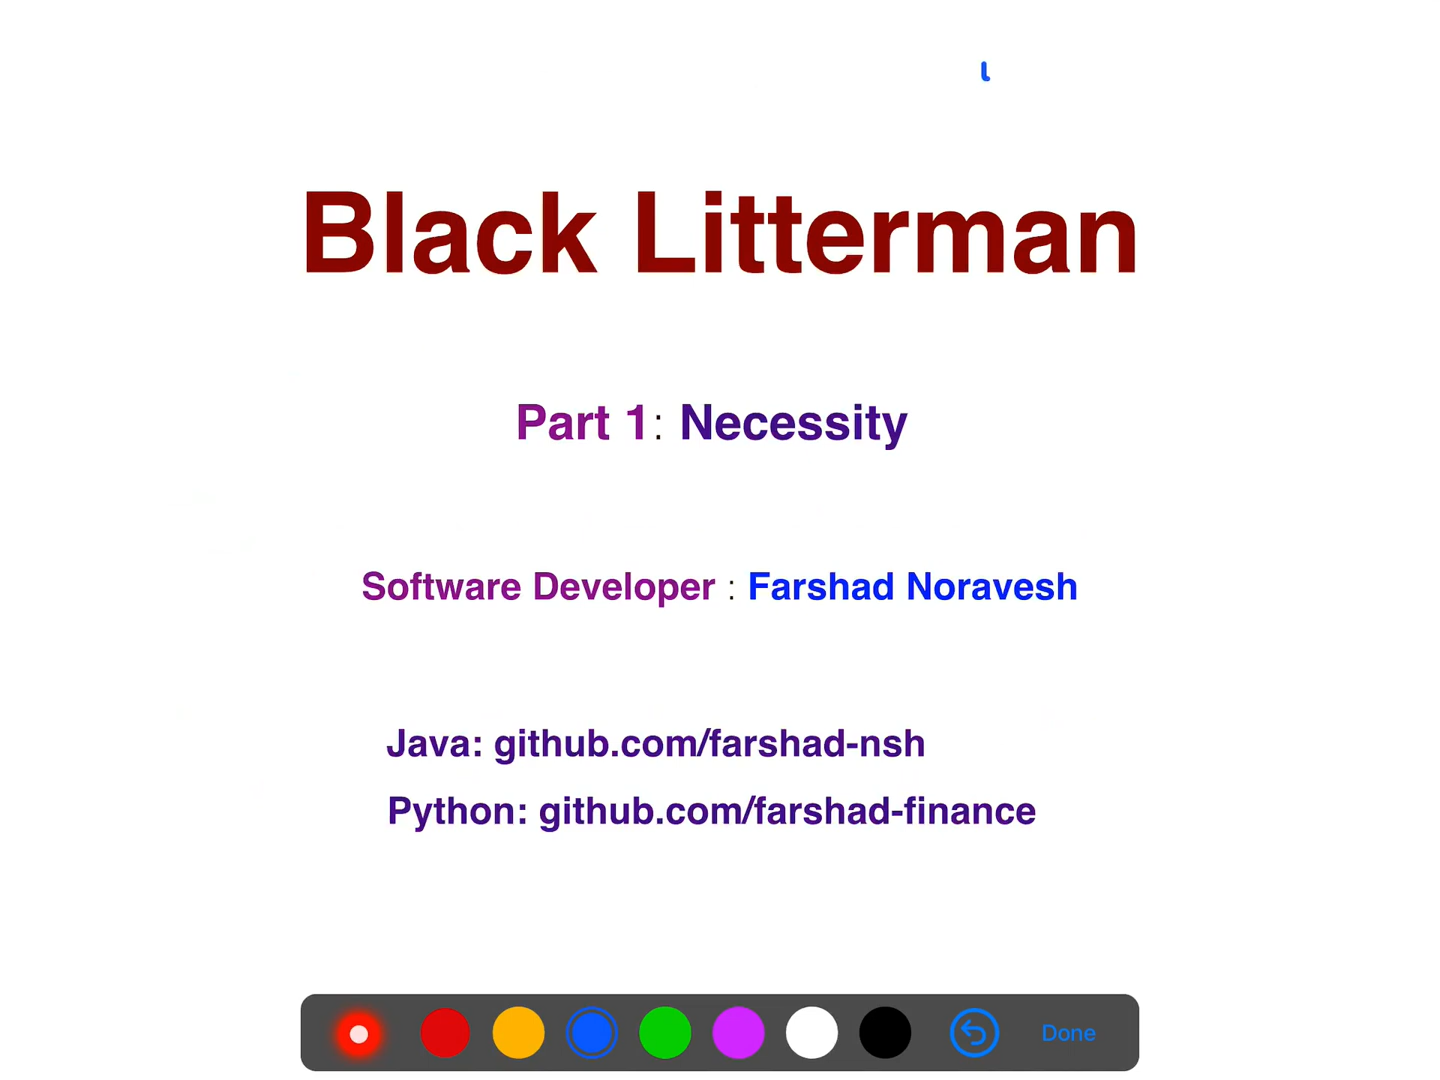 Black Litterman
Part 1: Necessity
Software Developer : Farshad Noravesh
Java: github.com/farshad-nsh
Python: github.com/farshad-finance
Done